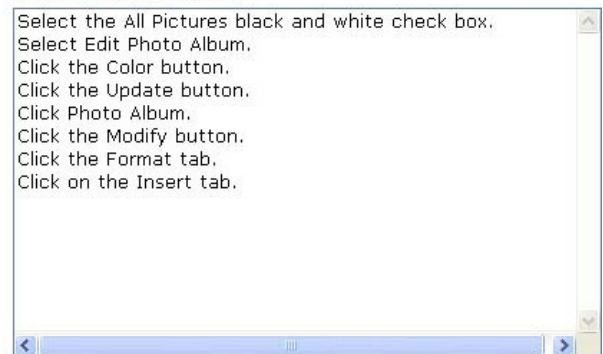 Select the All Pictures black and white check box.
Select Edit Photo Album.
Click the Color button.
Click the Update button.
Click Photo Album.
Click the Modify button.
Click the Format tab.
Click on the Insert tab.